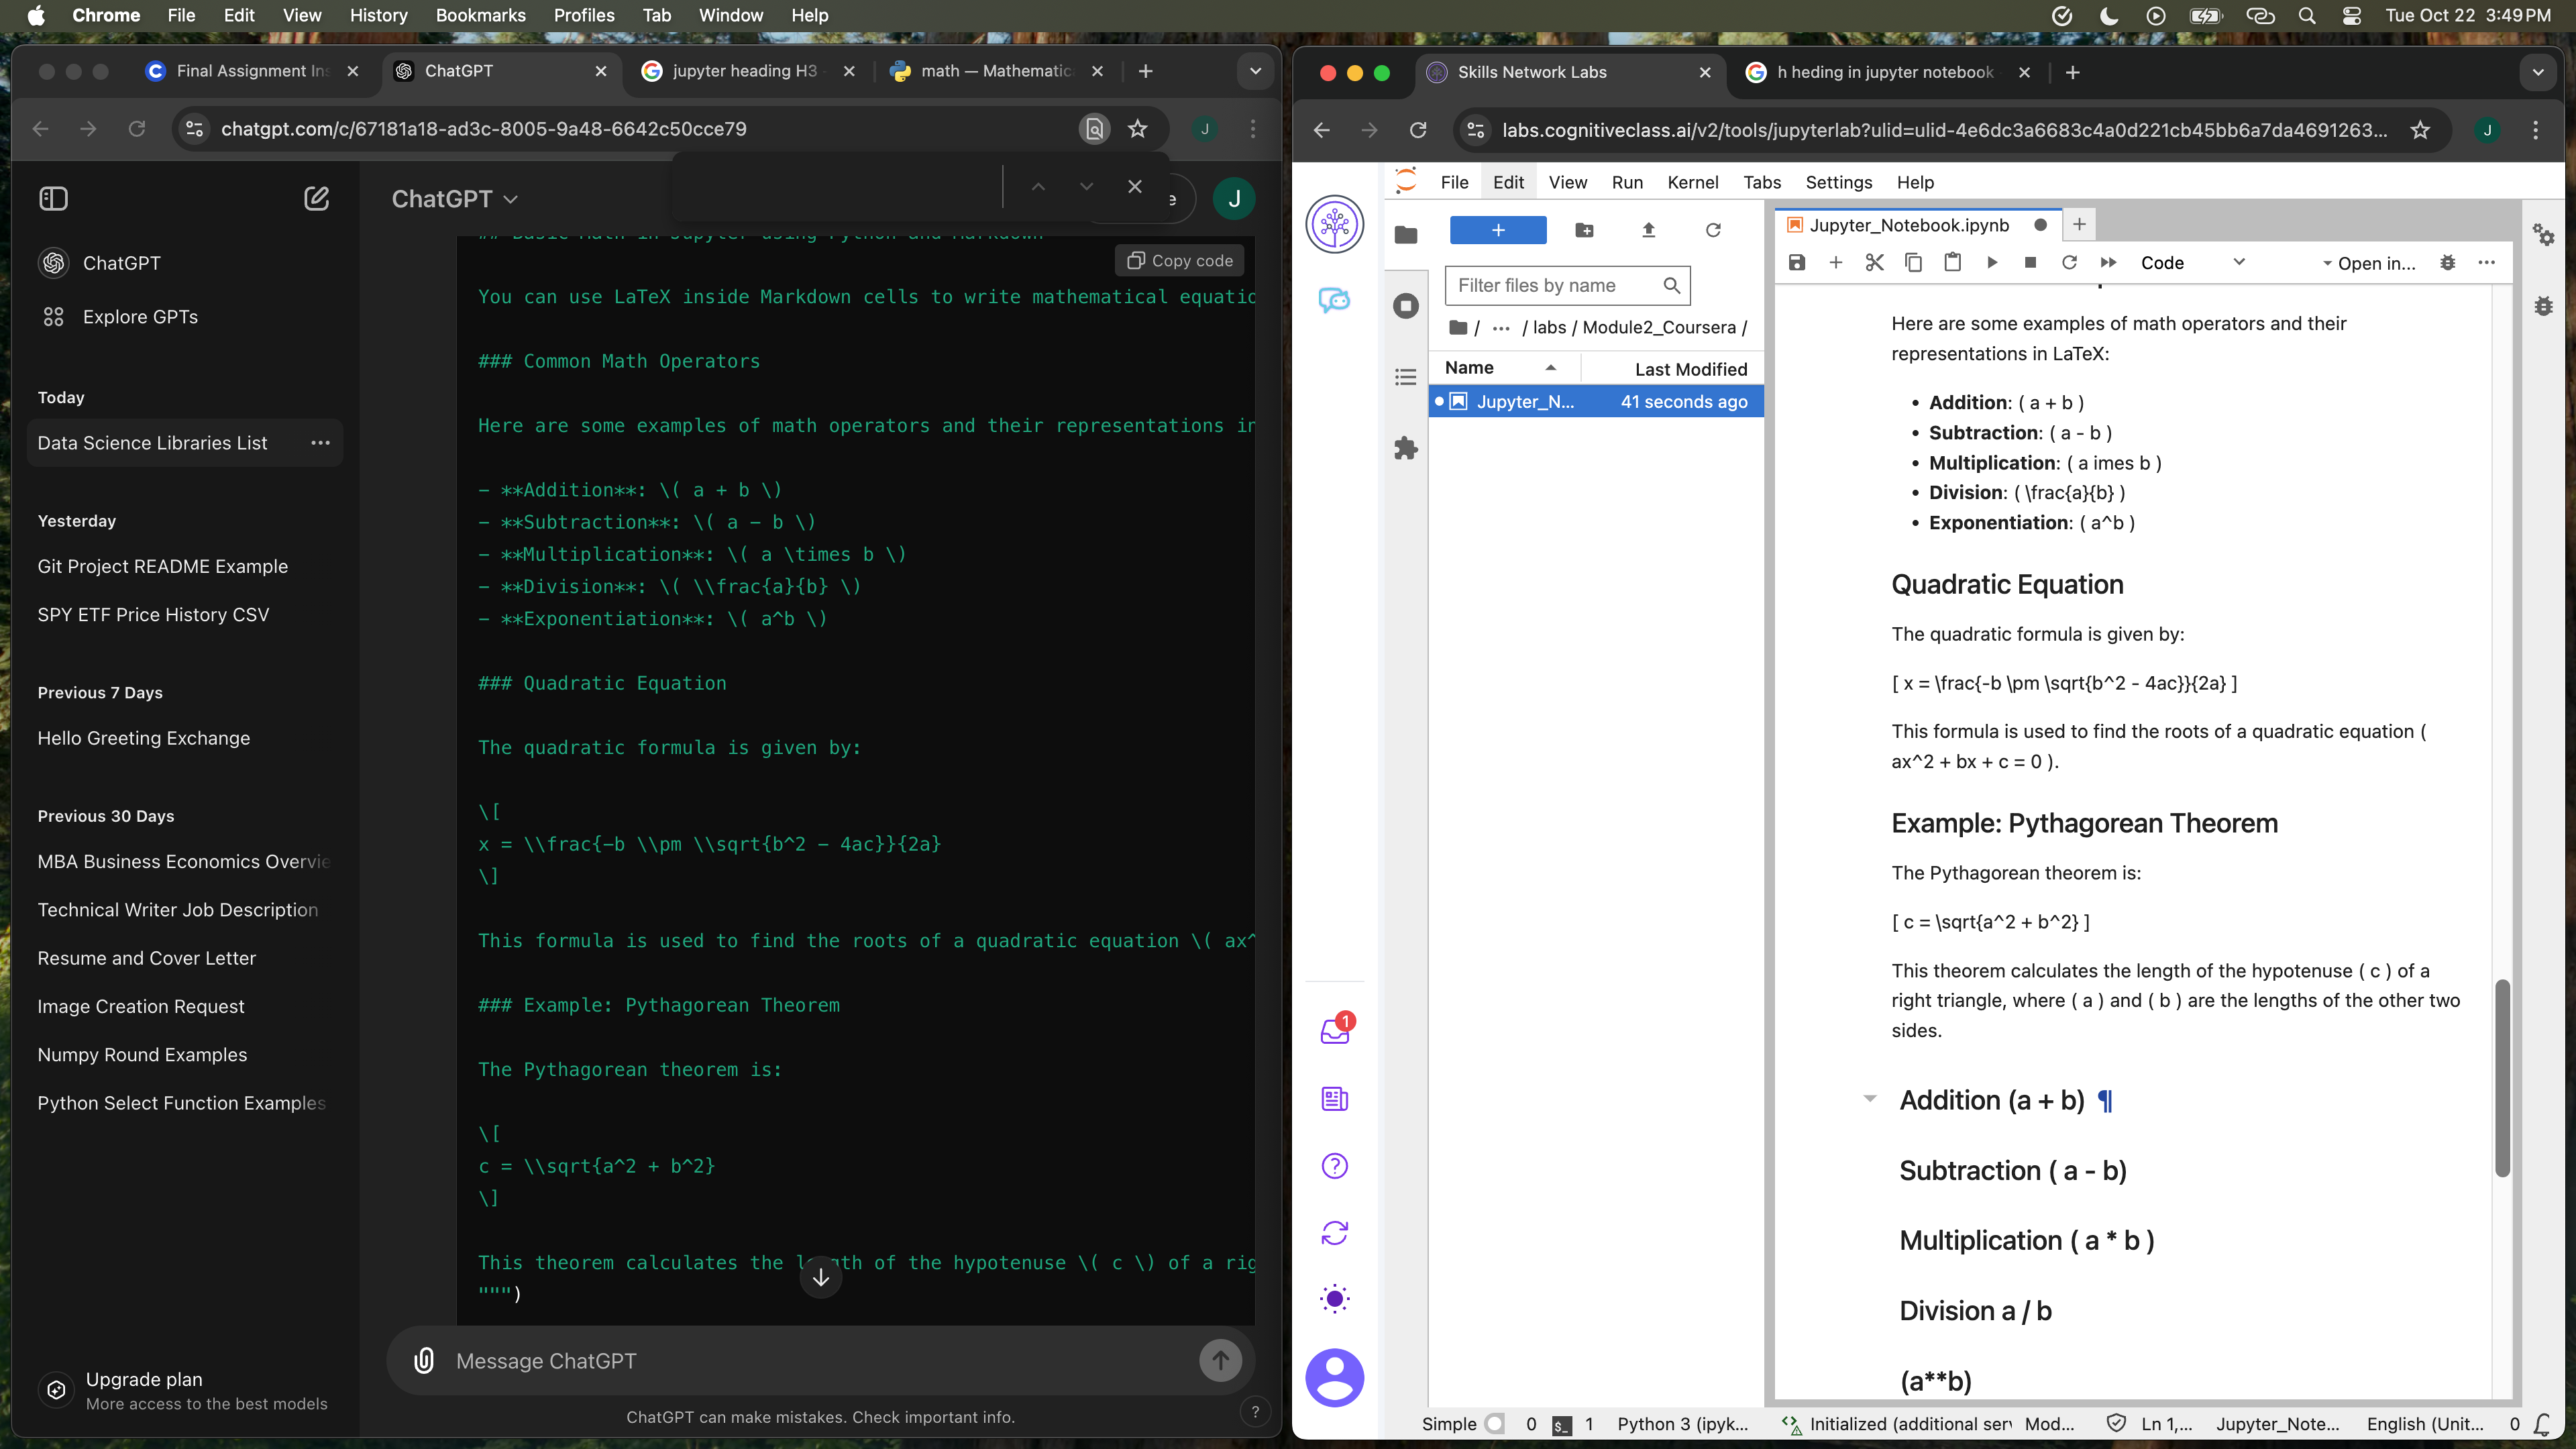 Chrome File Edit View History Bookmarks Profiles Tab Window Help
Tue Oct 22 3:49 PM
Final Assignment Ins
ChatGPT
jupyter heading H3 -
math — Mathematic
chatgpt.com/c/67181a18-ad3c-8005-9a48-6642c50cce79
J
ChatGPT
Explore GPTs
Today
Data Science Libraries List
Yesterday
Git Project README Example
SPY ETF Price History CSV
Previous 7 Days
Hello Greeting Exchange
Previous 30 Days
MBA Business Economics Overvie
Technical Writer Job Description
Resume and Cover Letter
Image Creation Request
Numpy Round Examples
Python Select Function Examples
Upgrade plan
More access to the best models
ChatGPT
e
J
## Basic Math in Jupyter using Python and Markdown
Copy code
You can use LaTeX inside Markdown cells to write mathematical equatio
### Common Math Operators
Here are some examples of math operators and their representations in
- **Addition**: \( a + b \)
- **Subtraction**: \( a - b \)
- **Multiplication**: \( a \times b \)
- **Division**: \( \\frac{a}{b} \)
- **Exponentiation**: \( a^b \)
### Quadratic Equation
The quadratic formula is given by:
\[
x = \\frac{-b \\pm \\sqrt{b^2 - 4ac}}{2a}
\]
This formula is used to find the roots of a quadratic equation \( ax^
### Example: Pythagorean Theorem
The Pythagorean theorem is:
\[
c = \\sqrt{a^2 + b^2}
\]
This theorem calculates the length of the hypotenuse \( c \) of a rig
""")
Message ChatGPT
ChatGPT can make mistakes. Check important info.
?
Skills Network Labs
h heding in jupyter notebook
labs.cognitiveclass.ai/v2/tools/jupyterlab?ulid=ulid-4e6dc3a6683c4a0d221cb45bb6a7da4691263...
J
File Edit View Run Kernel Tabs Settings Help
Filter files by name
/ ... / labs / Module2_Coursera /
Name Last Modified
Jupyter_N... 41 seconds ago
1
Jupyter_Notebook.ipynb
Code
Open in...
Here are some examples of math operators and their
representations in LaTeX:
• Addition: ( a + b )
• Subtraction: ( a - b )
• Multiplication: ( a imes b )
• Division: ( \frac{a}{b} )
• Exponentiation: ( a^b )
Quadratic Equation
The quadratic formula is given by:
[ x = \frac{-b \pm \sqrt{b^2 - 4ac}}{2a} ]
This formula is used to find the roots of a quadratic equation (
ax^2 + bx + c = 0 ).
Example: Pythagorean Theorem
The Pythagorean theorem is:
[ c = \sqrt{a^2 + b^2} ]
This theorem calculates the length of the hypotenuse ( c ) of a
right triangle, where ( a ) and ( b ) are the lengths of the other two
sides.
Addition (a + b) ¶
Subtraction ( a - b)
Multiplication ( a * b )
Division a / b
(a**b)
Simple 0 $_ 1 Python 3 (ipyk... Initialized (additional serv Mod... Ln 1,... Jupyter_Note... English (Unit... 0